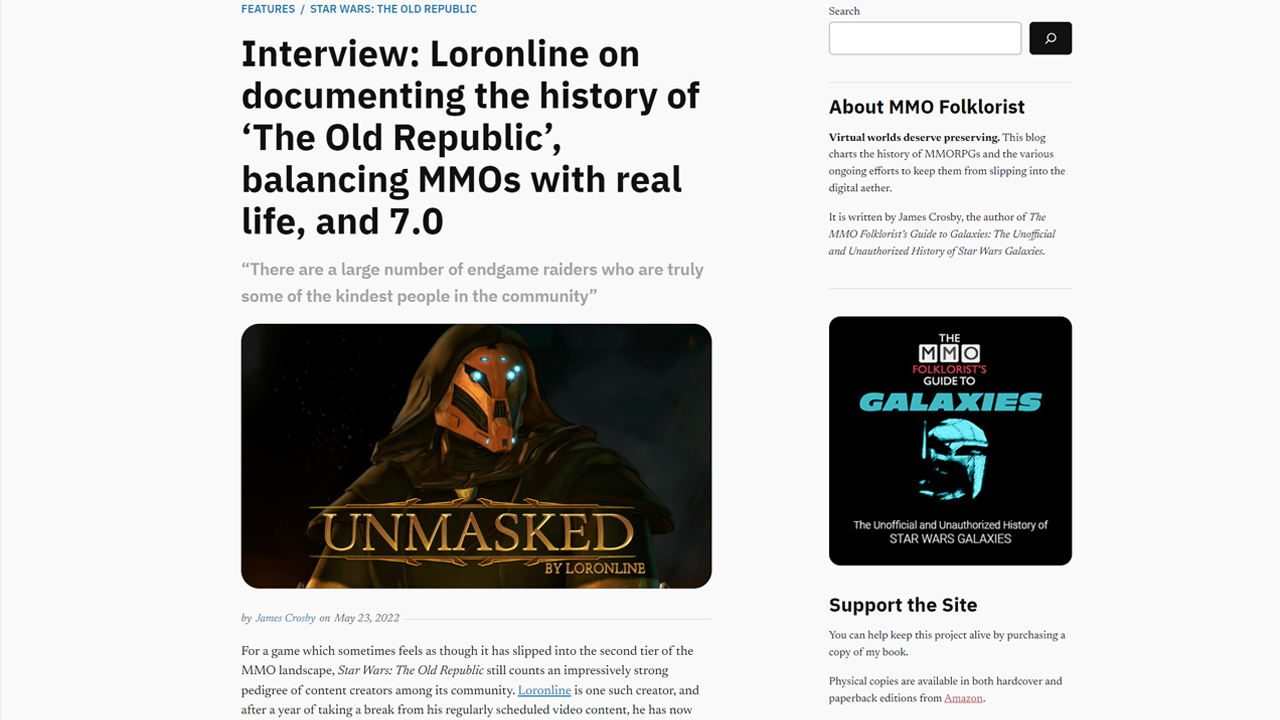 FEATURES / STAR WARS: THE OLD REPUBLIC
Interview: Loronline on
documenting the history of
‘The Old Republic’,
balancing MMOs with real
life, and 7.0
“There are a large number of endgame raiders who are truly
some of the kindest people in the community”
UNMASKED
BY LORONLINE
by James Crosby on May 23, 2022
For a game which sometimes feels as though it has slipped into the second tier of the
MMO landscape, Star Wars: The Old Republic still counts an impressively strong
pedigree of content creators among its community. Loronline is one such creator, and
after a year of taking a break from his regularly scheduled video content, he has now
Search
About MMO Folklorist
Virtual worlds deserve preserving. This blog
charts the history of MMORPGs and the various
ongoing efforts to keep them from slipping into the
digital aether.
It is written by James Crosby, the author of The
MMO Folklorist's Guide to Galaxies: The Unofficial
and Unauthorized History of Star Wars Galaxies.
THE
MMO
FOLKLORIST'S
GUIDE TO
GALAXIES
The Unofficial and Unauthorized History of
STAR WARS GALAXIES
Support the Site
You can help keep this project alive by purchasing a
copy of my book.
Physical copies are available in both hardcover and
paperback editions from Amazon.